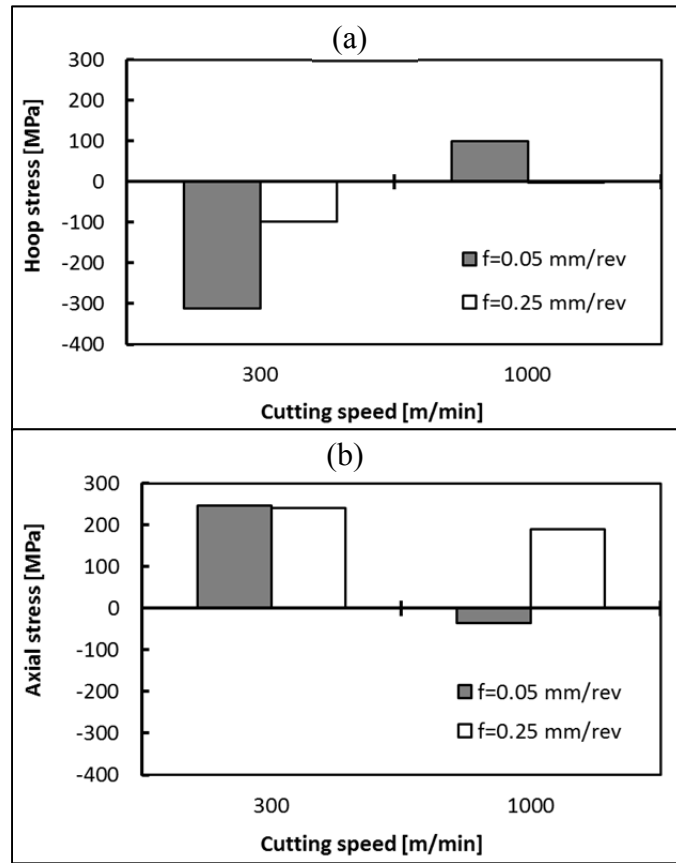 (a)
Hoop stress [MPa]
300
200
100
0
-100
-200
-300
-400
f=0.05 mm/rev
f=0.25 mm/rev
300
1000
Cutting speed [m/min]
(b)
Axial stress [MPa]
300
200
100
0
-100
-200
-300
-400
f=0.05 mm/rev
f=0.25 mm/rev
300
1000
Cutting speed [m/min]